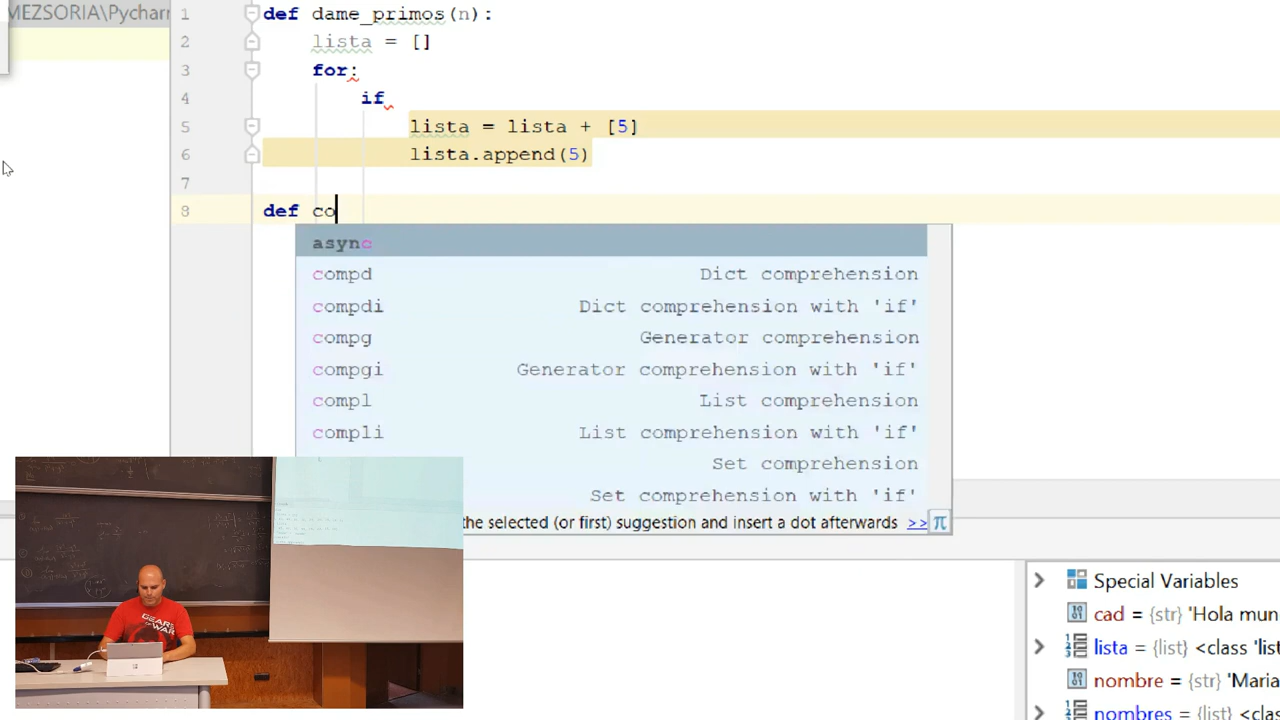 MEZSORIA\Pycharm
1 def dame_primos(n):
2 lista = []
3 for:
4 if
5 lista = lista + [5]
6 lista.append(5)
7
8 def co
async
compd Dict comprehension
compdi Dict comprehension with 'if'
compg Generator comprehension
compgi Generator comprehension with 'if'
compl List comprehension
compli List comprehension with 'if'
Set comprehension
Set comprehension with 'if'
the selected (or first) suggestion and insert a dot afterwards >> π
GEARS
OF WAR
Special Variables
cad = {str} 'Hola mun
lista = {list} <class 'list
nombre = {str} 'Maria
nombres = {list} <clas